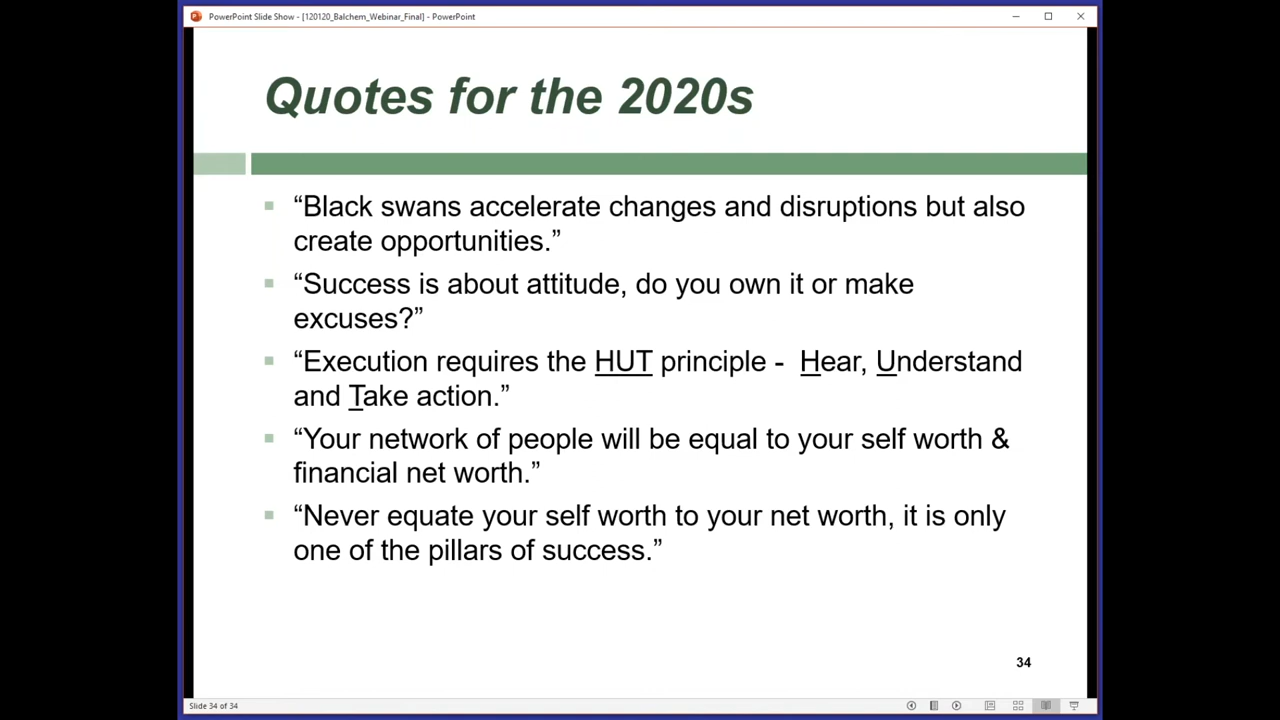 PowerPoint Slide Show - [120120_Balchem_Webinar_Final] - PowerPoint
Quotes for the 2020s
“Black swans accelerate changes and disruptions but also
create opportunities.”
“Success is about attitude, do you own it or make
excuses?”
“Execution requires the HUT principle - Hear, Understand
and Take action.”
“Your network of people will be equal to your self worth &
financial net worth.”
“Never equate your self worth to your net worth, it is only
one of the pillars of success.”
34
Slide 34 of 34